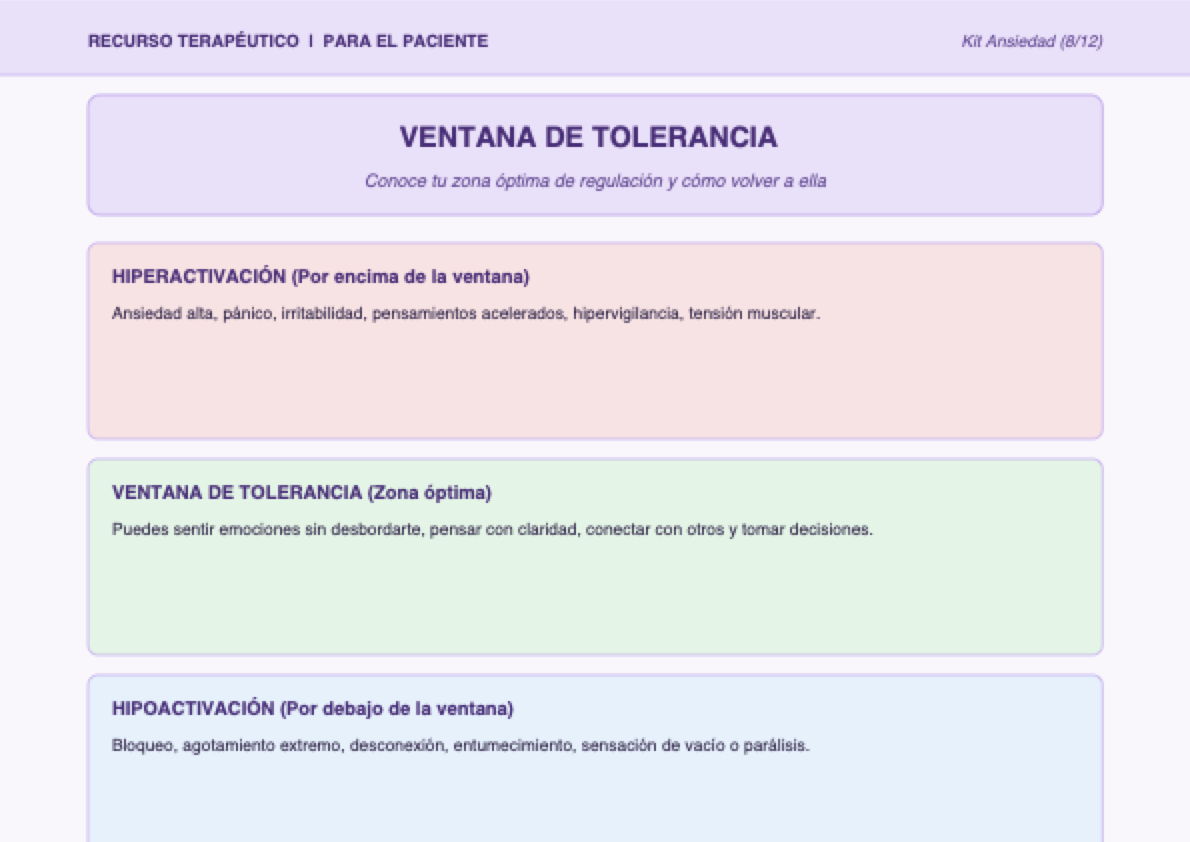 RECURSO TERAPÉUTICO | PARA EL PACIENTE
Kit Ansiedad (8/12)
VENTANA DE TOLERANCIA
Conoce tu zona óptima de regulación y cómo volver a ella
HIPERACTIVACIÓN (Por encima de la ventana)
Ansiedad alta, pánico, irritabilidad, pensamientos acelerados, hipervigilancia, tensión muscular.
VENTANA DE TOLERANCIA (Zona óptima)
Puedes sentir emociones sin desbordarte, pensar con claridad, conectar con otros y tomar decisiones.
HIPOACTIVACIÓN (Por debajo de la ventana)
Bloqueo, agotamiento extremo, desconexión, entumecimiento, sensación de vacío o parálisis.